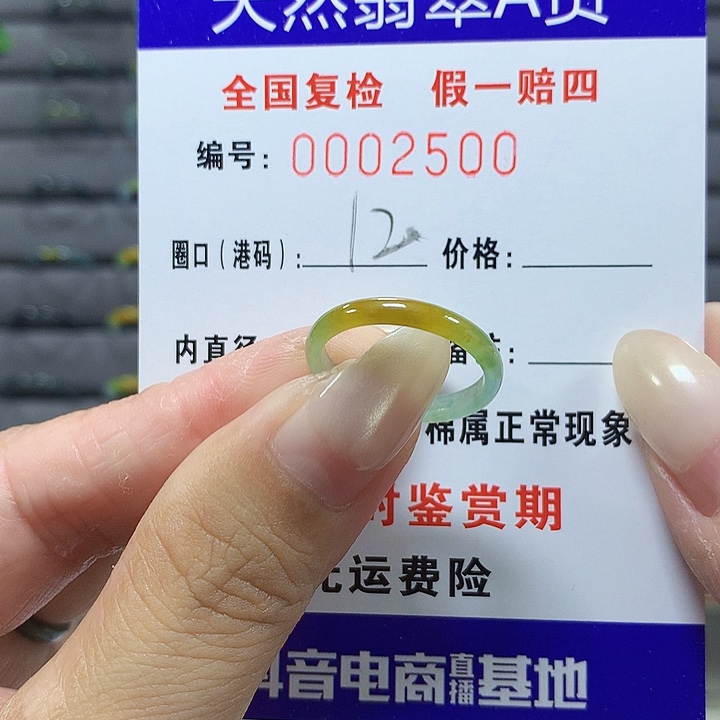 天然翡翠A货
全国复检 假一赔四
编号：0002500
圈口（港码）：12 价格：
内直径
棉属正常现象
时鉴赏期
运费险
抖音电商直播基地